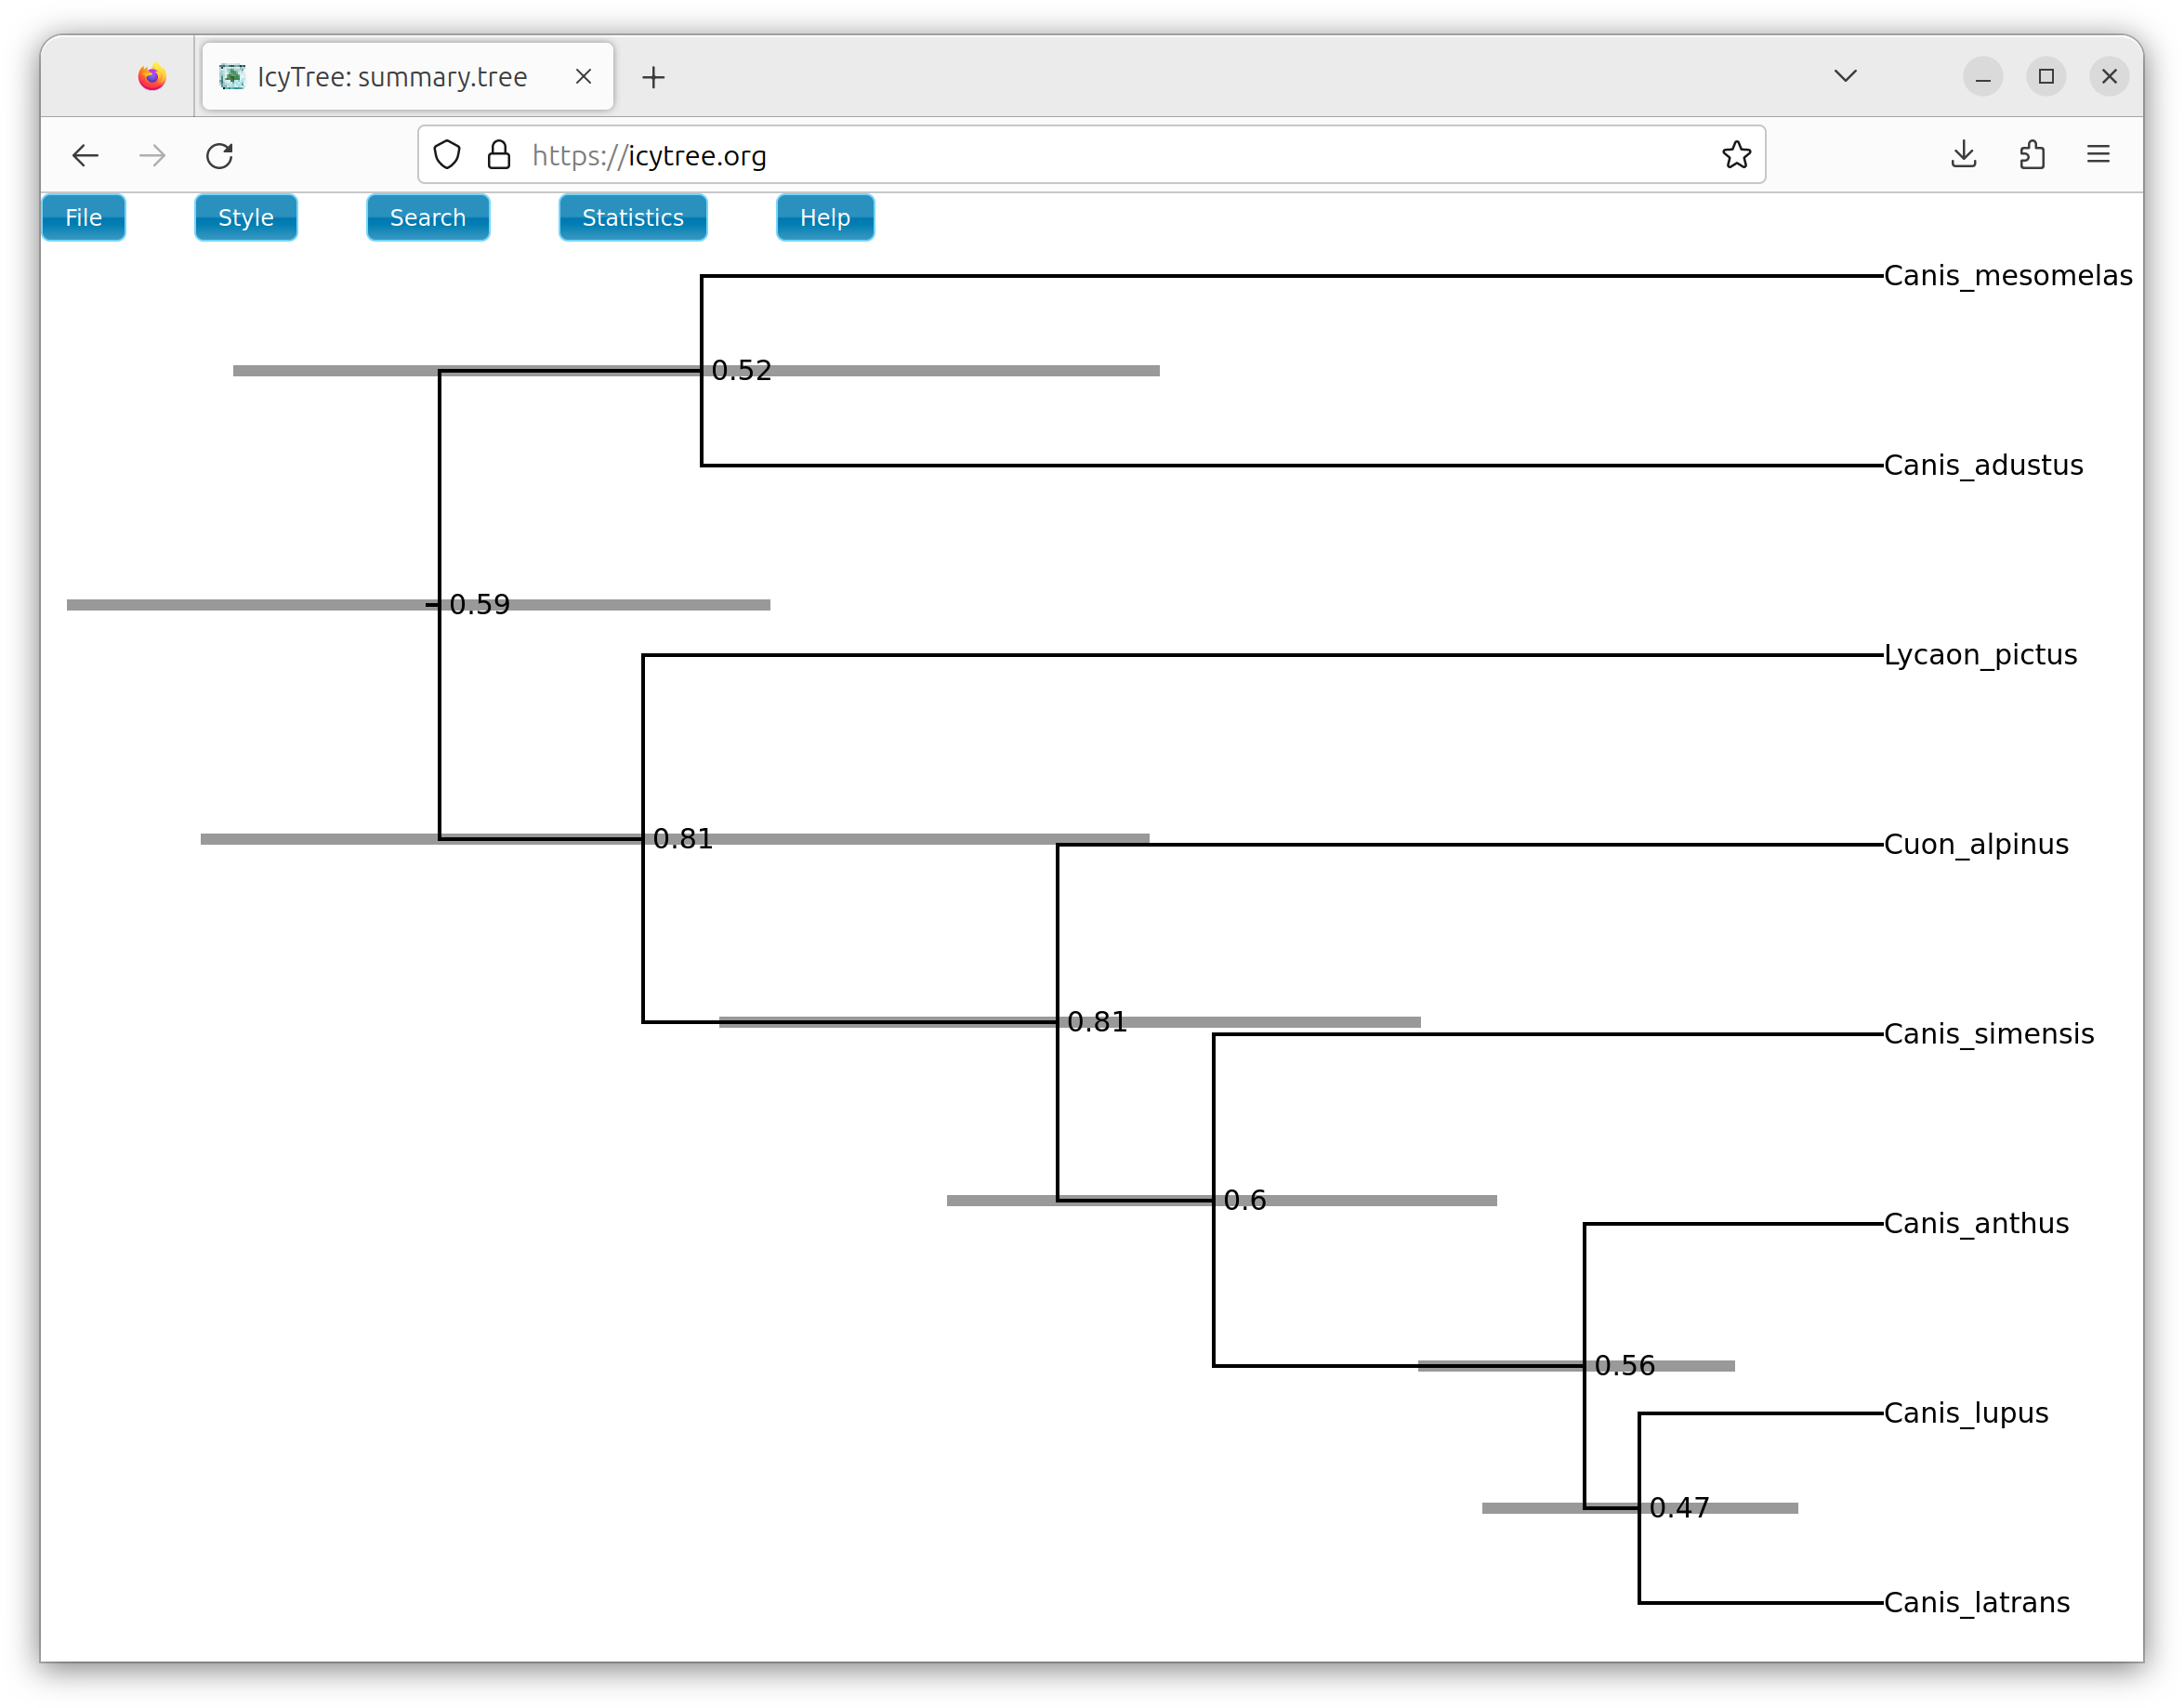 IcyTree: summary.tree
https://icytree.org
File Style Search Statistics Help
Canis_mesomelas
0.52
Canis_adustus
0.59
Lycaon_pictus
0.81
Cuon_alpinus
0.81
Canis_simensis
0.6
Canis_anthus
0.56
Canis_lupus
0.47
Canis_latrans